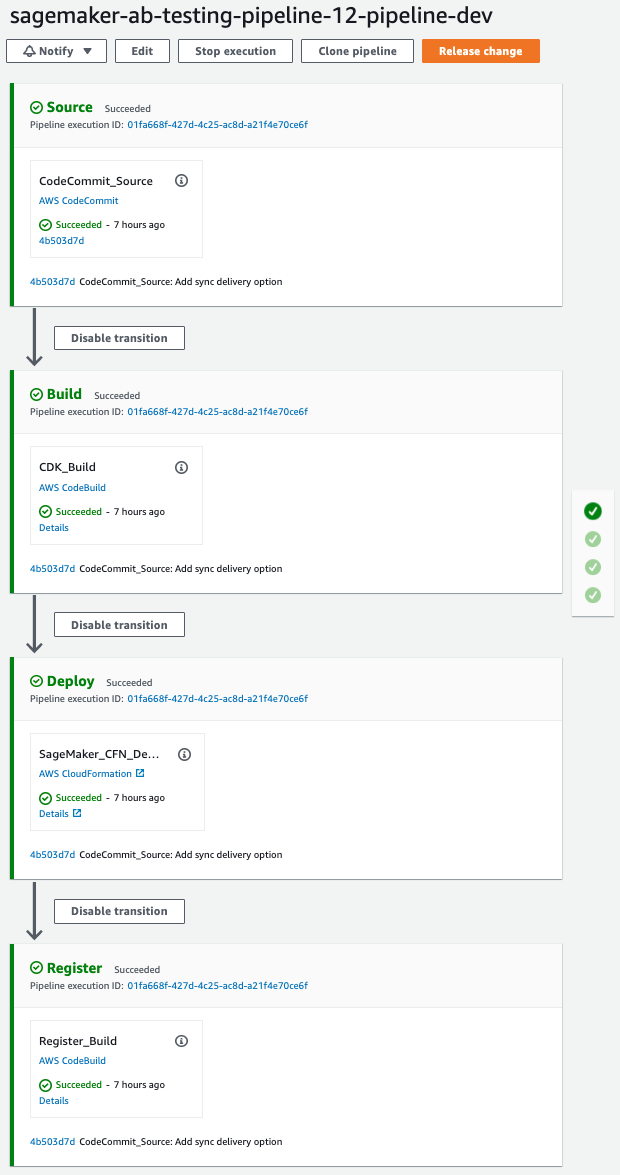 sagemaker-ab-testing-pipeline-12-pipeline-dev
Notify Edit Stop execution Clone pipeline Release change
Source Succeeded
Pipeline execution ID: 01fa668f-427d-4c25-ac8d-a21f4e70ce6f
CodeCommit_Source
AWS CodeCommit
Succeeded - 7 hours ago
4b503d7d
4b503d7d CodeCommit_Source: Add sync delivery option
Disable transition
Build Succeeded
Pipeline execution ID: 01fa668f-427d-4c25-ac8d-a21f4e70ce6f
CDK_Build
AWS CodeBuild
Succeeded - 7 hours ago
Details
4b503d7d CodeCommit_Source: Add sync delivery option
Disable transition
Deploy Succeeded
Pipeline execution ID: 01fa668f-427d-4c25-ac8d-a21f4e70ce6f
SageMaker_CFN_De...
AWS CloudFormation
Succeeded - 7 hours ago
Details
4b503d7d CodeCommit_Source: Add sync delivery option
Disable transition
Register Succeeded
Pipeline execution ID: 01fa668f-427d-4c25-ac8d-a21f4e70ce6f
Register_Build
AWS CodeBuild
Succeeded - 7 hours ago
Details
4b503d7d CodeCommit_Source: Add sync delivery option